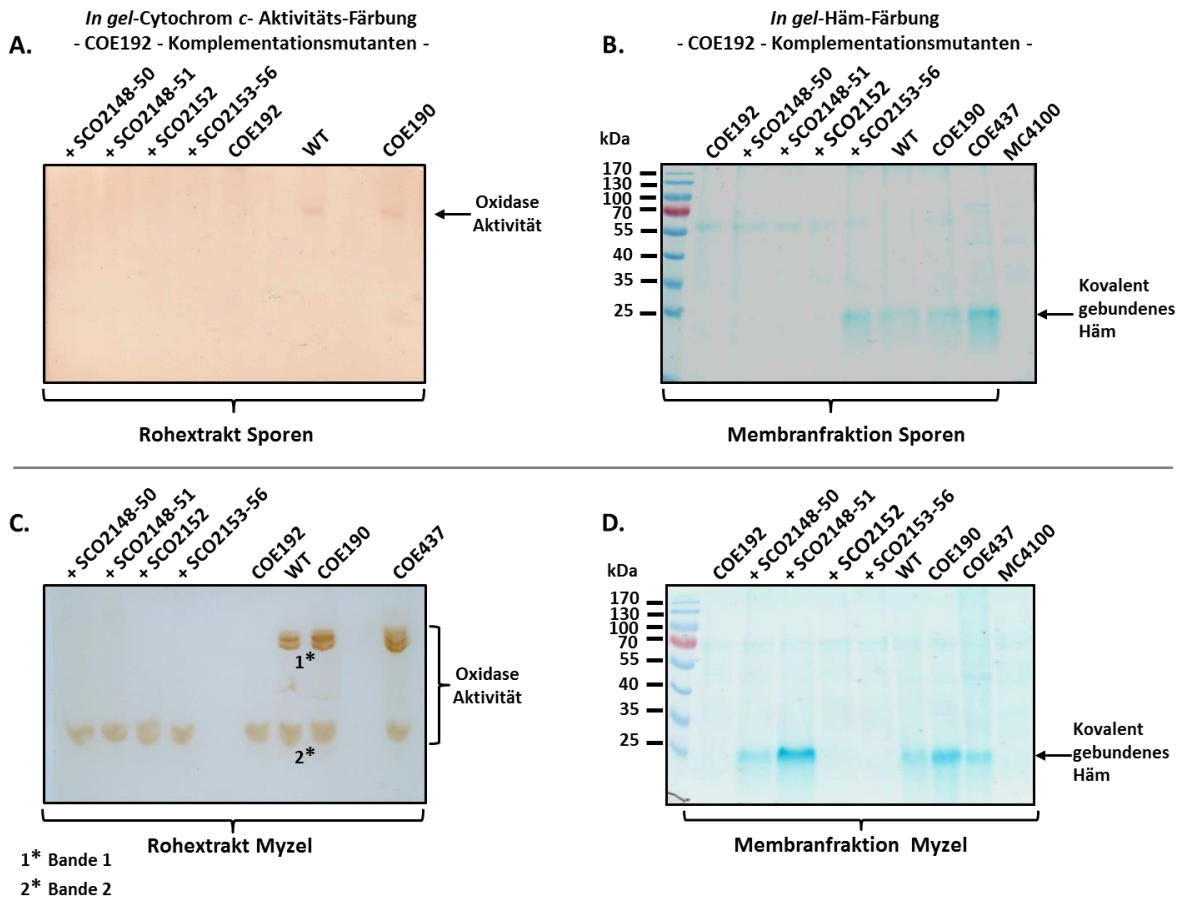 In gel-Cytochrom c- Aktivitäts-Färbung
A.
- COE192 - Komplementationsmutanten -
+ SCO2148-50
+ SCO2148-51
+ SCO2152
+ SCO2153-56
COE192
WT
COE190
Oxidase
Aktivität
Rohextrakt Sporen
In gel-Häm-Färbung
B.
- COE192 - Komplementationsmutanten -
kDa
COE192
+ SCO2148-50
+ SCO2148-51
+ SCO2152
+ SCO2153-56
WT
COE190
COE437
MC4100
170
130
100
70
55
40
35
25
Kovalent
gebundenes
Häm
Membranfraktion Sporen
C.
+ SCO2148-50
+ SCO2148-51
+ SCO2152
+ SCO2153-56
COE192
WT
COE190
COE437
1*
2*
Oxidase
Aktivität
Rohextrakt Myzel
1* Bande 1
2* Bande 2
D.
kDa
COE192
+ SCO2148-50
+ SCO2148-51
+ SCO2152
+ SCO2153-56
WT
COE190
COE437
MC4100
170
130
100
70
55
40
35
25
Kovalent
gebundenes
Häm
Membranfraktion Myzel